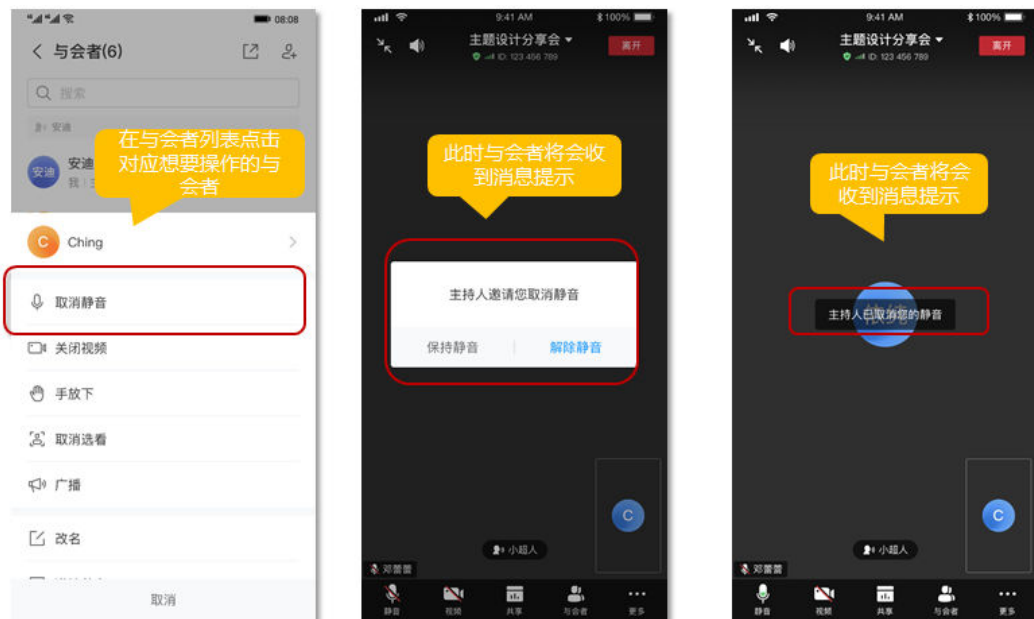 08:08
与会者(6)
搜索
安迪
在与会者列表点击
对应想要操作的与
会者
安迪
安迪
我
C
Ching
取消静音
关闭视频
手放下
取消选看
广播
改名
取消
9:41 AM
100%
主题设计分享会
离开
ID: 123 456 789
此时与会者将会收
到消息提示
主持人邀请您取消静音
保持静音
解除静音
C
小超人
邓蕾蕾
静音
视频
共享
与会者
更多
9:41 AM
100%
主题设计分享会
离开
ID: 123 456 789
此时与会者将会
收到消息提示
依纯
主持人已取消您的静音
C
小超人
邓蕾蕾
静音
视频
共享
与会者
更多